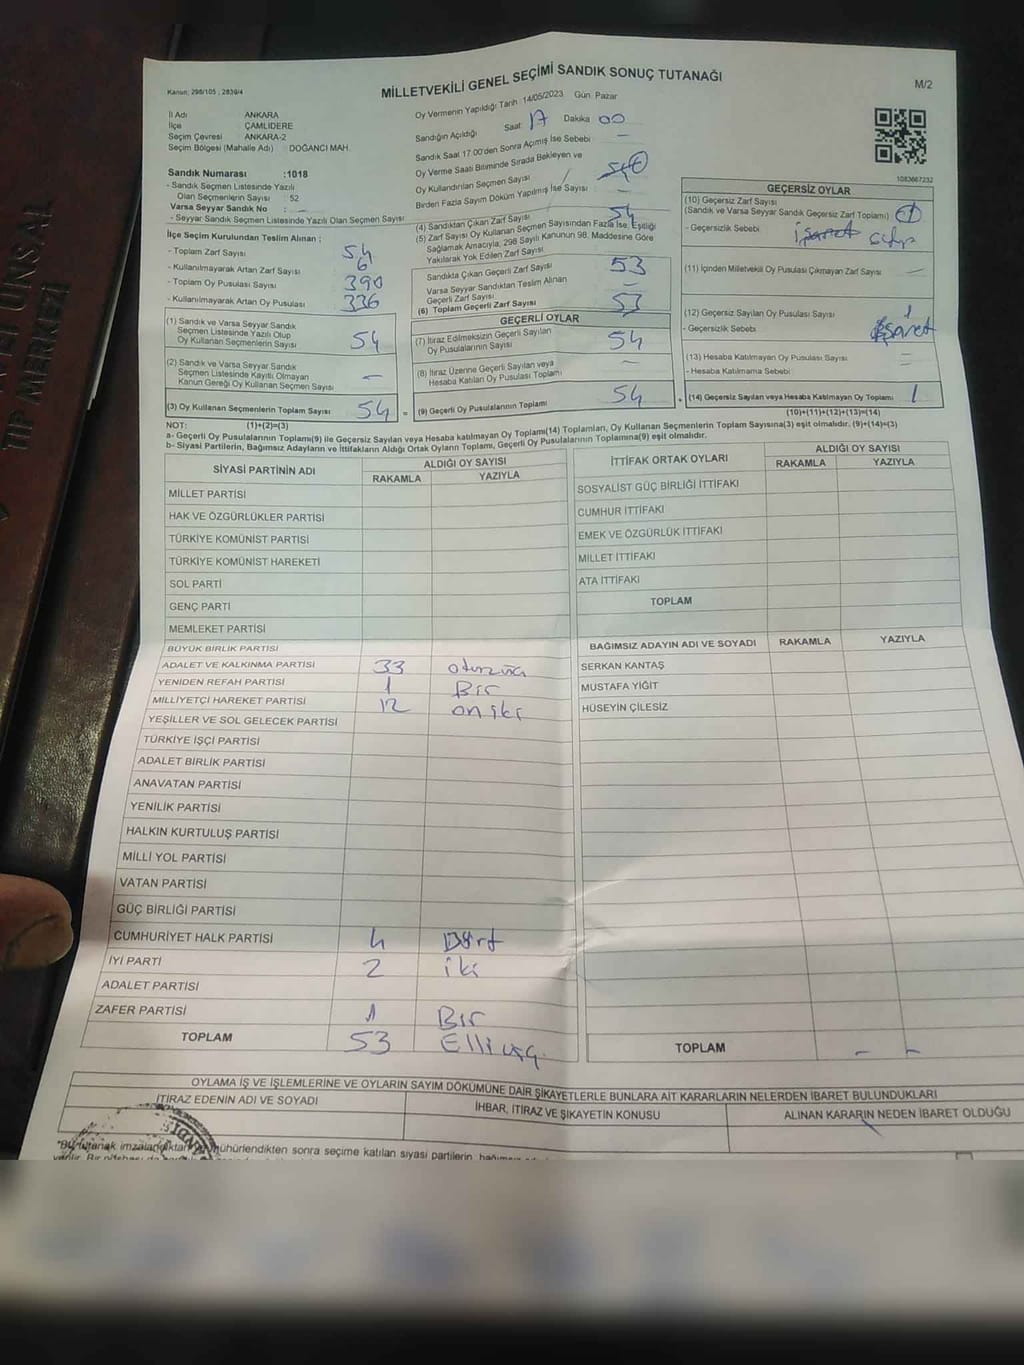 MİLLETVEKİLİ GENEL SEÇİMİ SANDIK SONUÇ TUTANAĞI
Kanun: 298/105 ; 2839/4
M/2
İl Adı ANKARA
İlçe ÇAMLIDERE
Seçim Çevresi ANKARA-2
Seçim Bölgesi (Mahalle Adı) : DOĞANCI MAH.
Sandık Numarası :1018
- Sandık Seçmen Listesinde Yazılı
Olan Seçmenlerin Sayısı : 52
Varsa Seyyar Sandık No : -
- Seyyar Sandık Seçmen Listesinde Yazılı Olan Seçmen Sayısı
İlçe Seçim Kurulundan Teslim Alınan ;
- Toplam Zarf Sayısı 54
- Kullanılmayarak Artan Zarf Sayısı 6
- Toplam Oy Pusulası Sayısı 390
- Kullanılmayarak Artan Oy Pusulası 336
(1) Sandık ve Varsa Seyyar Sandık
Seçmen Listesinde Yazılı Olup
Oy Kullanan Seçmenlerin Sayısı 54
(2) Sandık ve Varsa Seyyar Sandık
Seçmen Listesinde Kayıtlı Olmayan
Kanun Gereği Oy Kullanan Seçmen Sayısı -
(3) Oy Kullanan Seçmenlerin Toplam Sayısı 54
Oy Vermenin Yapıldığı Tarih 14/05/2023 Gün Pazar
Sandığın Açıldığı Saat 17 Dakika 00
Sandık Saat 17.00'den Sonra Açımış İse Sebebi -
Oy Verme Saati Bitiminde Sırada Bekleyen ve
Oy Kullandırılan Seçmen Sayısı
Birden Fazla Sayım Döküm Yapılmış İse Sayısı -
(4) Sandıktan Çıkan Zarf Sayısı 54
(5) Zarf Sayısı Oy Kullanan Seçmen Sayısından Fazla İse, Eşitliği
Sağlamak Amacıyla, 298 Sayılı Kanunun 98. Maddesine Göre
Yakılarak Yok Edilen Zarf Sayısı
Sandıkta Çıkan Geçerli Zarf Sayısı 53
Varsa Seyyar Sandıktan Teslim Alınan
Geçerli Zarf Sayısı -
(6) Toplam Geçerli Zarf Sayısı 53
GEÇERLİ OYLAR
(7) İtiraz Edilmeksizin Geçerli Sayılan
Oy Pusulalarının Sayısı 54
(8) İtiraz Üzerine Geçerli Sayılan veya
Hesaba Katılan Oy Pusulası Toplamı -
= (9) Geçerli Oy Pusulalarının Toplamı 54
1083667232
GEÇERSİZ OYLAR
(10) Geçersiz Zarf Sayısı
(Sandık ve Varsa Seyyar Sandık Geçersiz Zarf Toplamı) 1
- Geçersizlik Sebebi işaret
(11) İçinden Milletvekili Oy Pusulası Çıkmayan Zarf Sayısı -
(12) Geçersiz Sayılan Oy Pusulası Sayısı 1
- Geçersizlik Sebebi işaret
(13) Hesaba Katılmayan Oy Pusulası Sayısı -
- Hesaba Katılmama Sebebi -
+ (14) Geçersiz Sayılan veya Hesaba Katılmayan Oy Toplamı 1
NOT: (1)+(2)=(3) (10)+(11)+(12)+(13)=(14)
a- Geçerli Oy Pusulalarının Toplamı(9) ile Geçersiz Sayılan veya Hesaba katılmayan Oy Toplamı(14) Toplamları, Oy Kullanan Seçmenlerin Toplam Sayısına(3) eşit olmalıdır. (9)+(14)=(3)
b- Siyasi Partilerin, Bağımsız Adayların ve İttifakların Aldığı Ortak Oyların Toplamı, Geçerli Oy Pusulalarının Toplamına(9) eşit olmalıdır.
SİYASİ PARTİNİN ADI ALDIĞI OY SAYISI
RAKAMLA YAZIYLA
MİLLET PARTİSİ
HAK VE ÖZGÜRLÜKLER PARTİSİ
TÜRKİYE KOMÜNİST PARTİSİ
TÜRKİYE KOMÜNİST HAREKETİ
SOL PARTİ
GENÇ PARTİ
MEMLEKET PARTİSİ
BÜYÜK BİRLİK PARTİSİ
ADALET VE KALKINMA PARTİSİ 33 otuzüç
YENİDEN REFAH PARTİSİ 1 Bir
MİLLİYETÇİ HAREKET PARTİSİ 12 on iki
YEŞİLLER VE SOL GELECEK PARTİSİ
TÜRKİYE İŞÇİ PARTİSİ
ADALET BİRLİK PARTİSİ
ANAVATAN PARTİSİ
YENİLİK PARTİSİ
HALKIN KURTULUŞ PARTİSİ
MİLLİ YOL PARTİSİ
VATAN PARTİSİ
GÜÇ BİRLİĞİ PARTİSİ
CUMHURİYET HALK PARTİSİ 4 Dört
İYİ PARTİ 2 iki
ADALET PARTİSİ
ZAFER PARTİSİ 1 Bir
TOPLAM 53 Elli üç
İTTİFAK ORTAK OYLARI ALDIĞI OY SAYISI
RAKAMLA YAZIYLA
SOSYALİST GÜÇ BİRLİĞİ İTTİFAKI
CUMHUR İTTİFAKI
EMEK VE ÖZGÜRLÜK İTTİFAKI
MİLLET İTTİFAKI
ATA İTTİFAKI
TOPLAM
BAĞIMSIZ ADAYIN ADI VE SOYADI RAKAMLA YAZIYLA
SERKAN KANTAŞ
MUSTAFA YİĞİT
HÜSEYİN ÇİLESİZ
TOPLAM - -
OYLAMA İŞ VE İŞLEMLERİNE VE OYLARIN SAYIM DÖKÜMÜNE DAİR ŞİKAYETLERLE BUNLARA AİT KARARLARIN NELERDEN İBARET BULUNDUKLARI
İTİRAZ EDENİN ADI VE SOYADI İHBAR, İTİRAZ VE ŞİKAYETİN KONUSU ALINAN KARARIN NEDEN İBARET OLDUĞU
mühürlendikten sonra seçime katılan siyasi partilerin,
TIP MERKEZİ